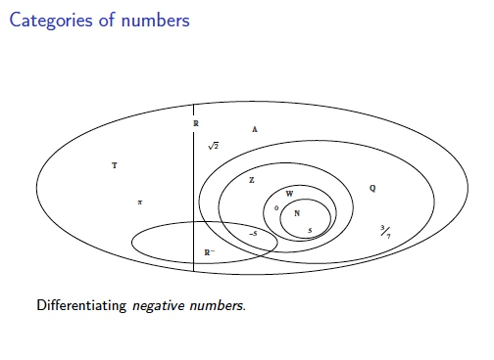 Categories of numbers
R
A
√2
T
Z
Q
W
π
0
N
5
3/7
-5
R⁻
Differentiating negative numbers.